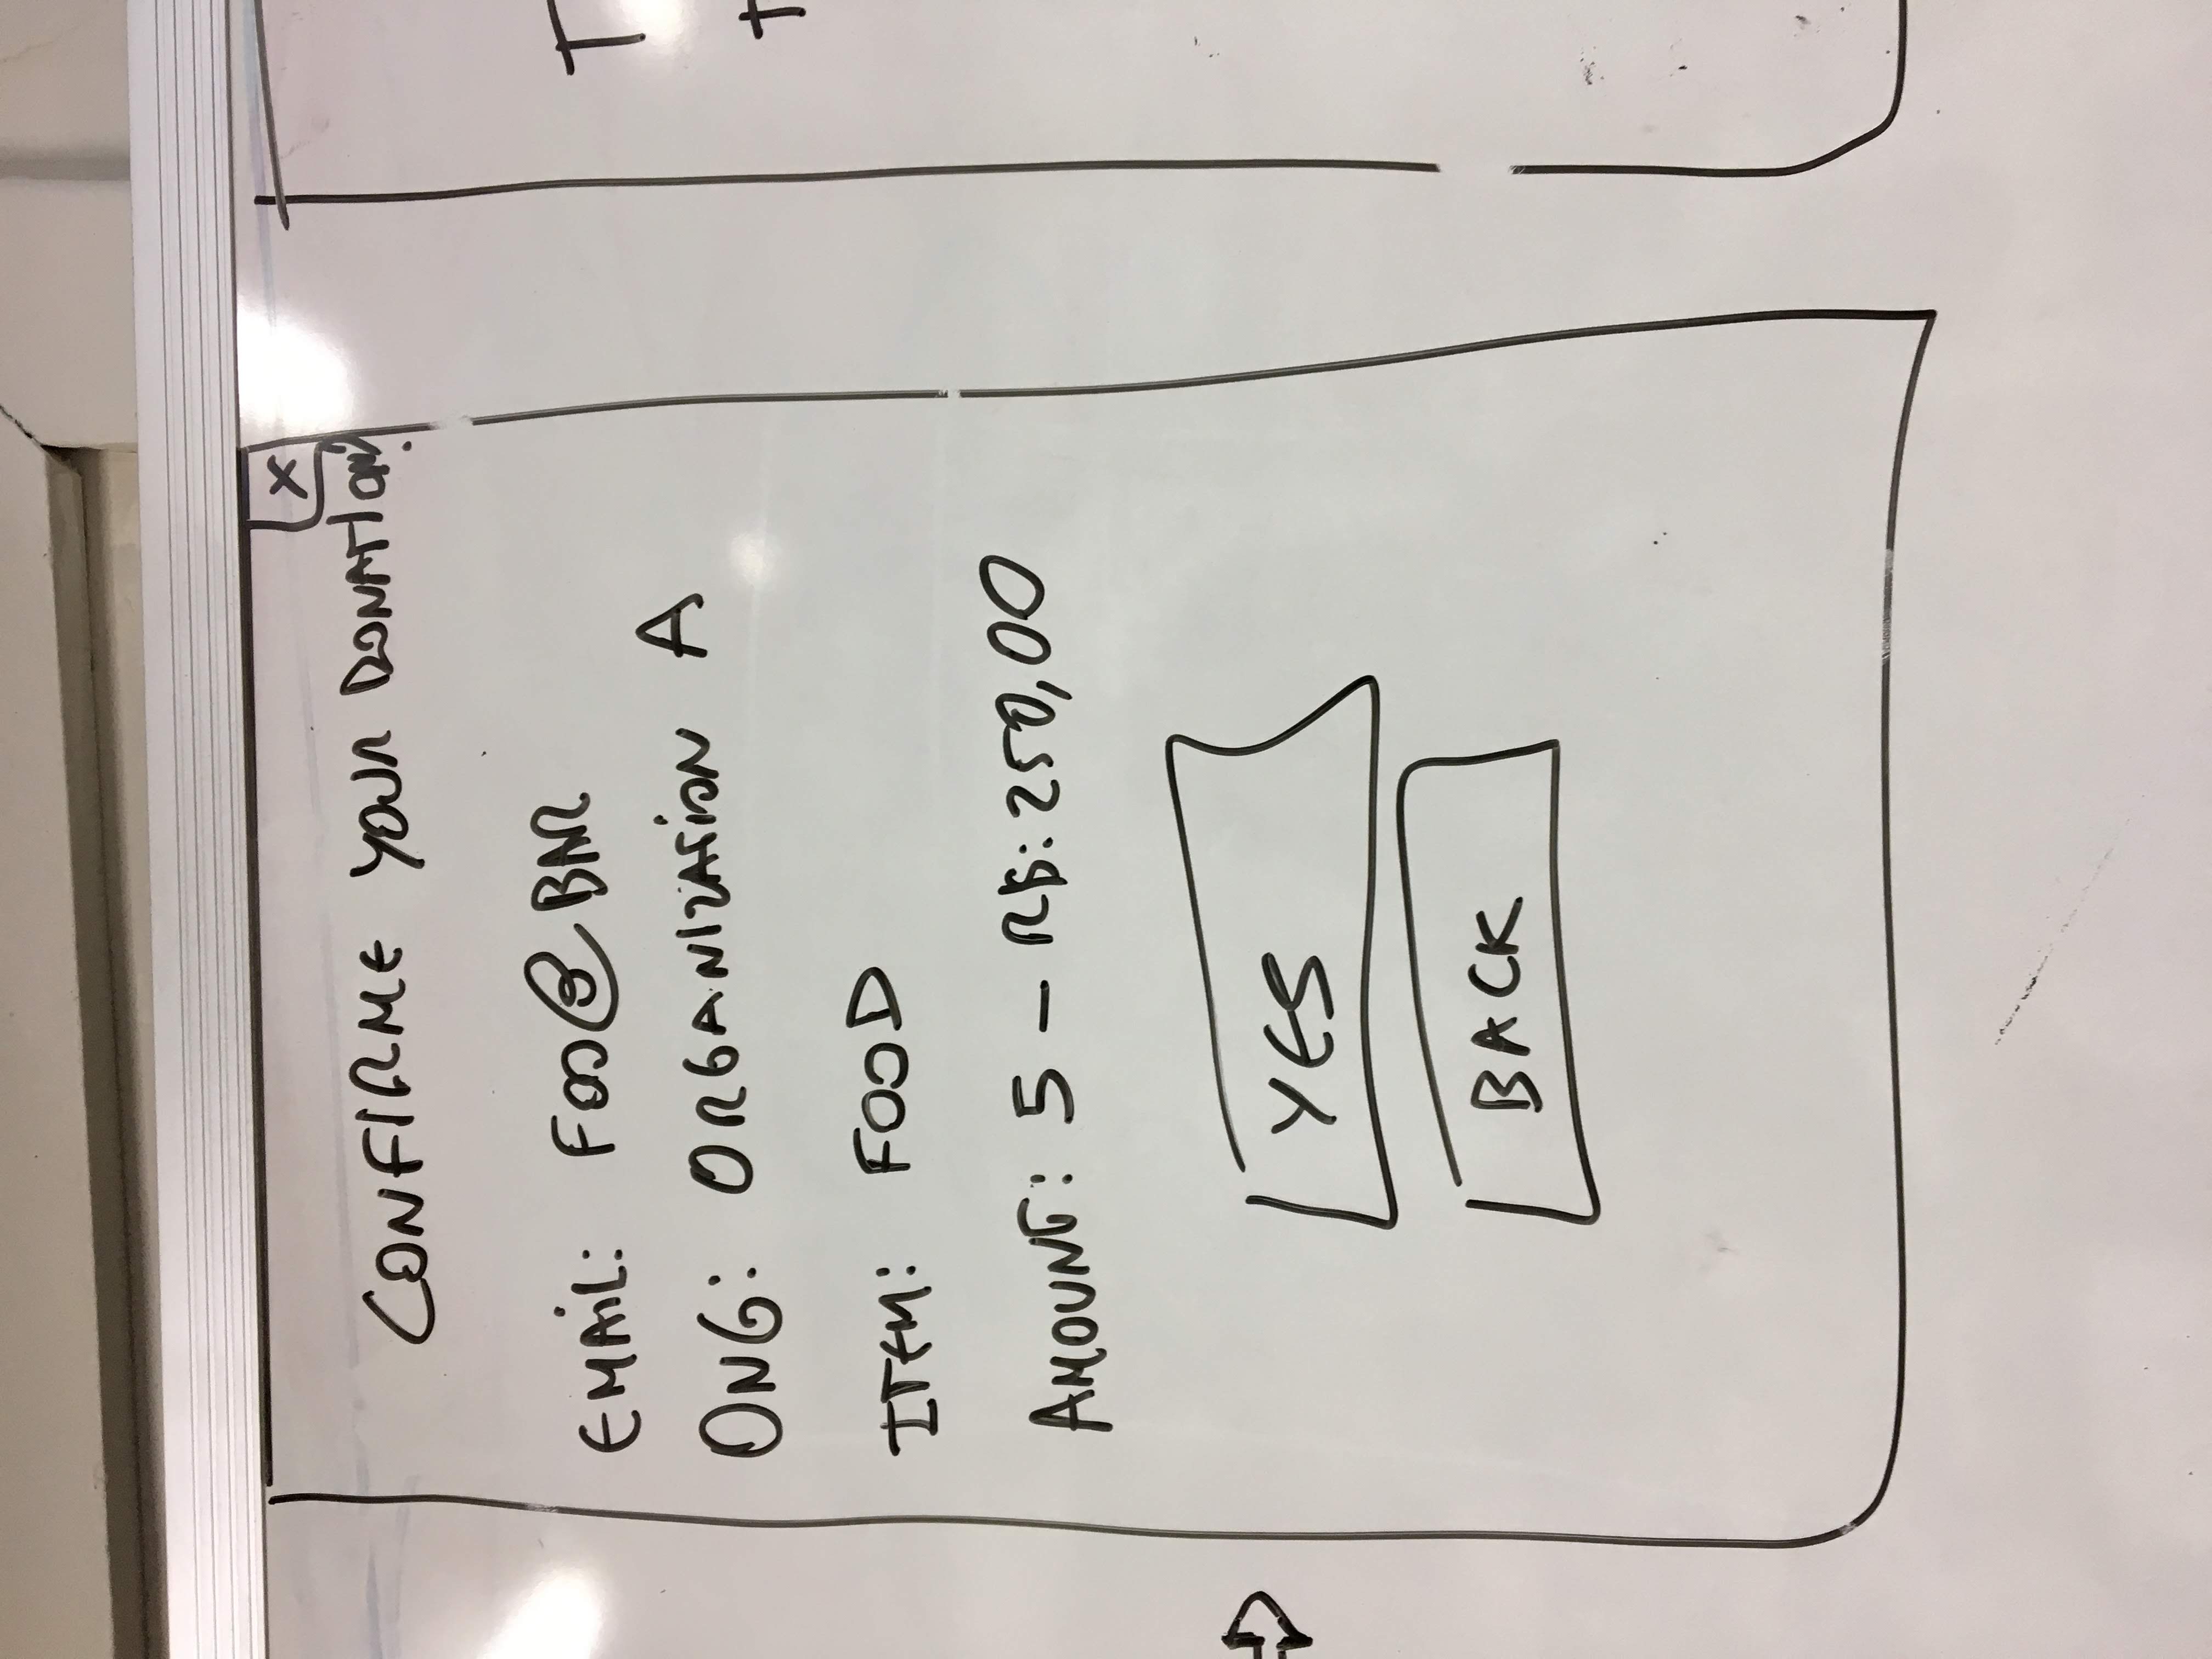 X
CONFIRME YOUR DONATION?
EMAIL: FOO@BAR
ONG: ORGANIZATION A
ITEM: FOOD
AMOUNT: 5 - R$: 250,00
YES
BACK